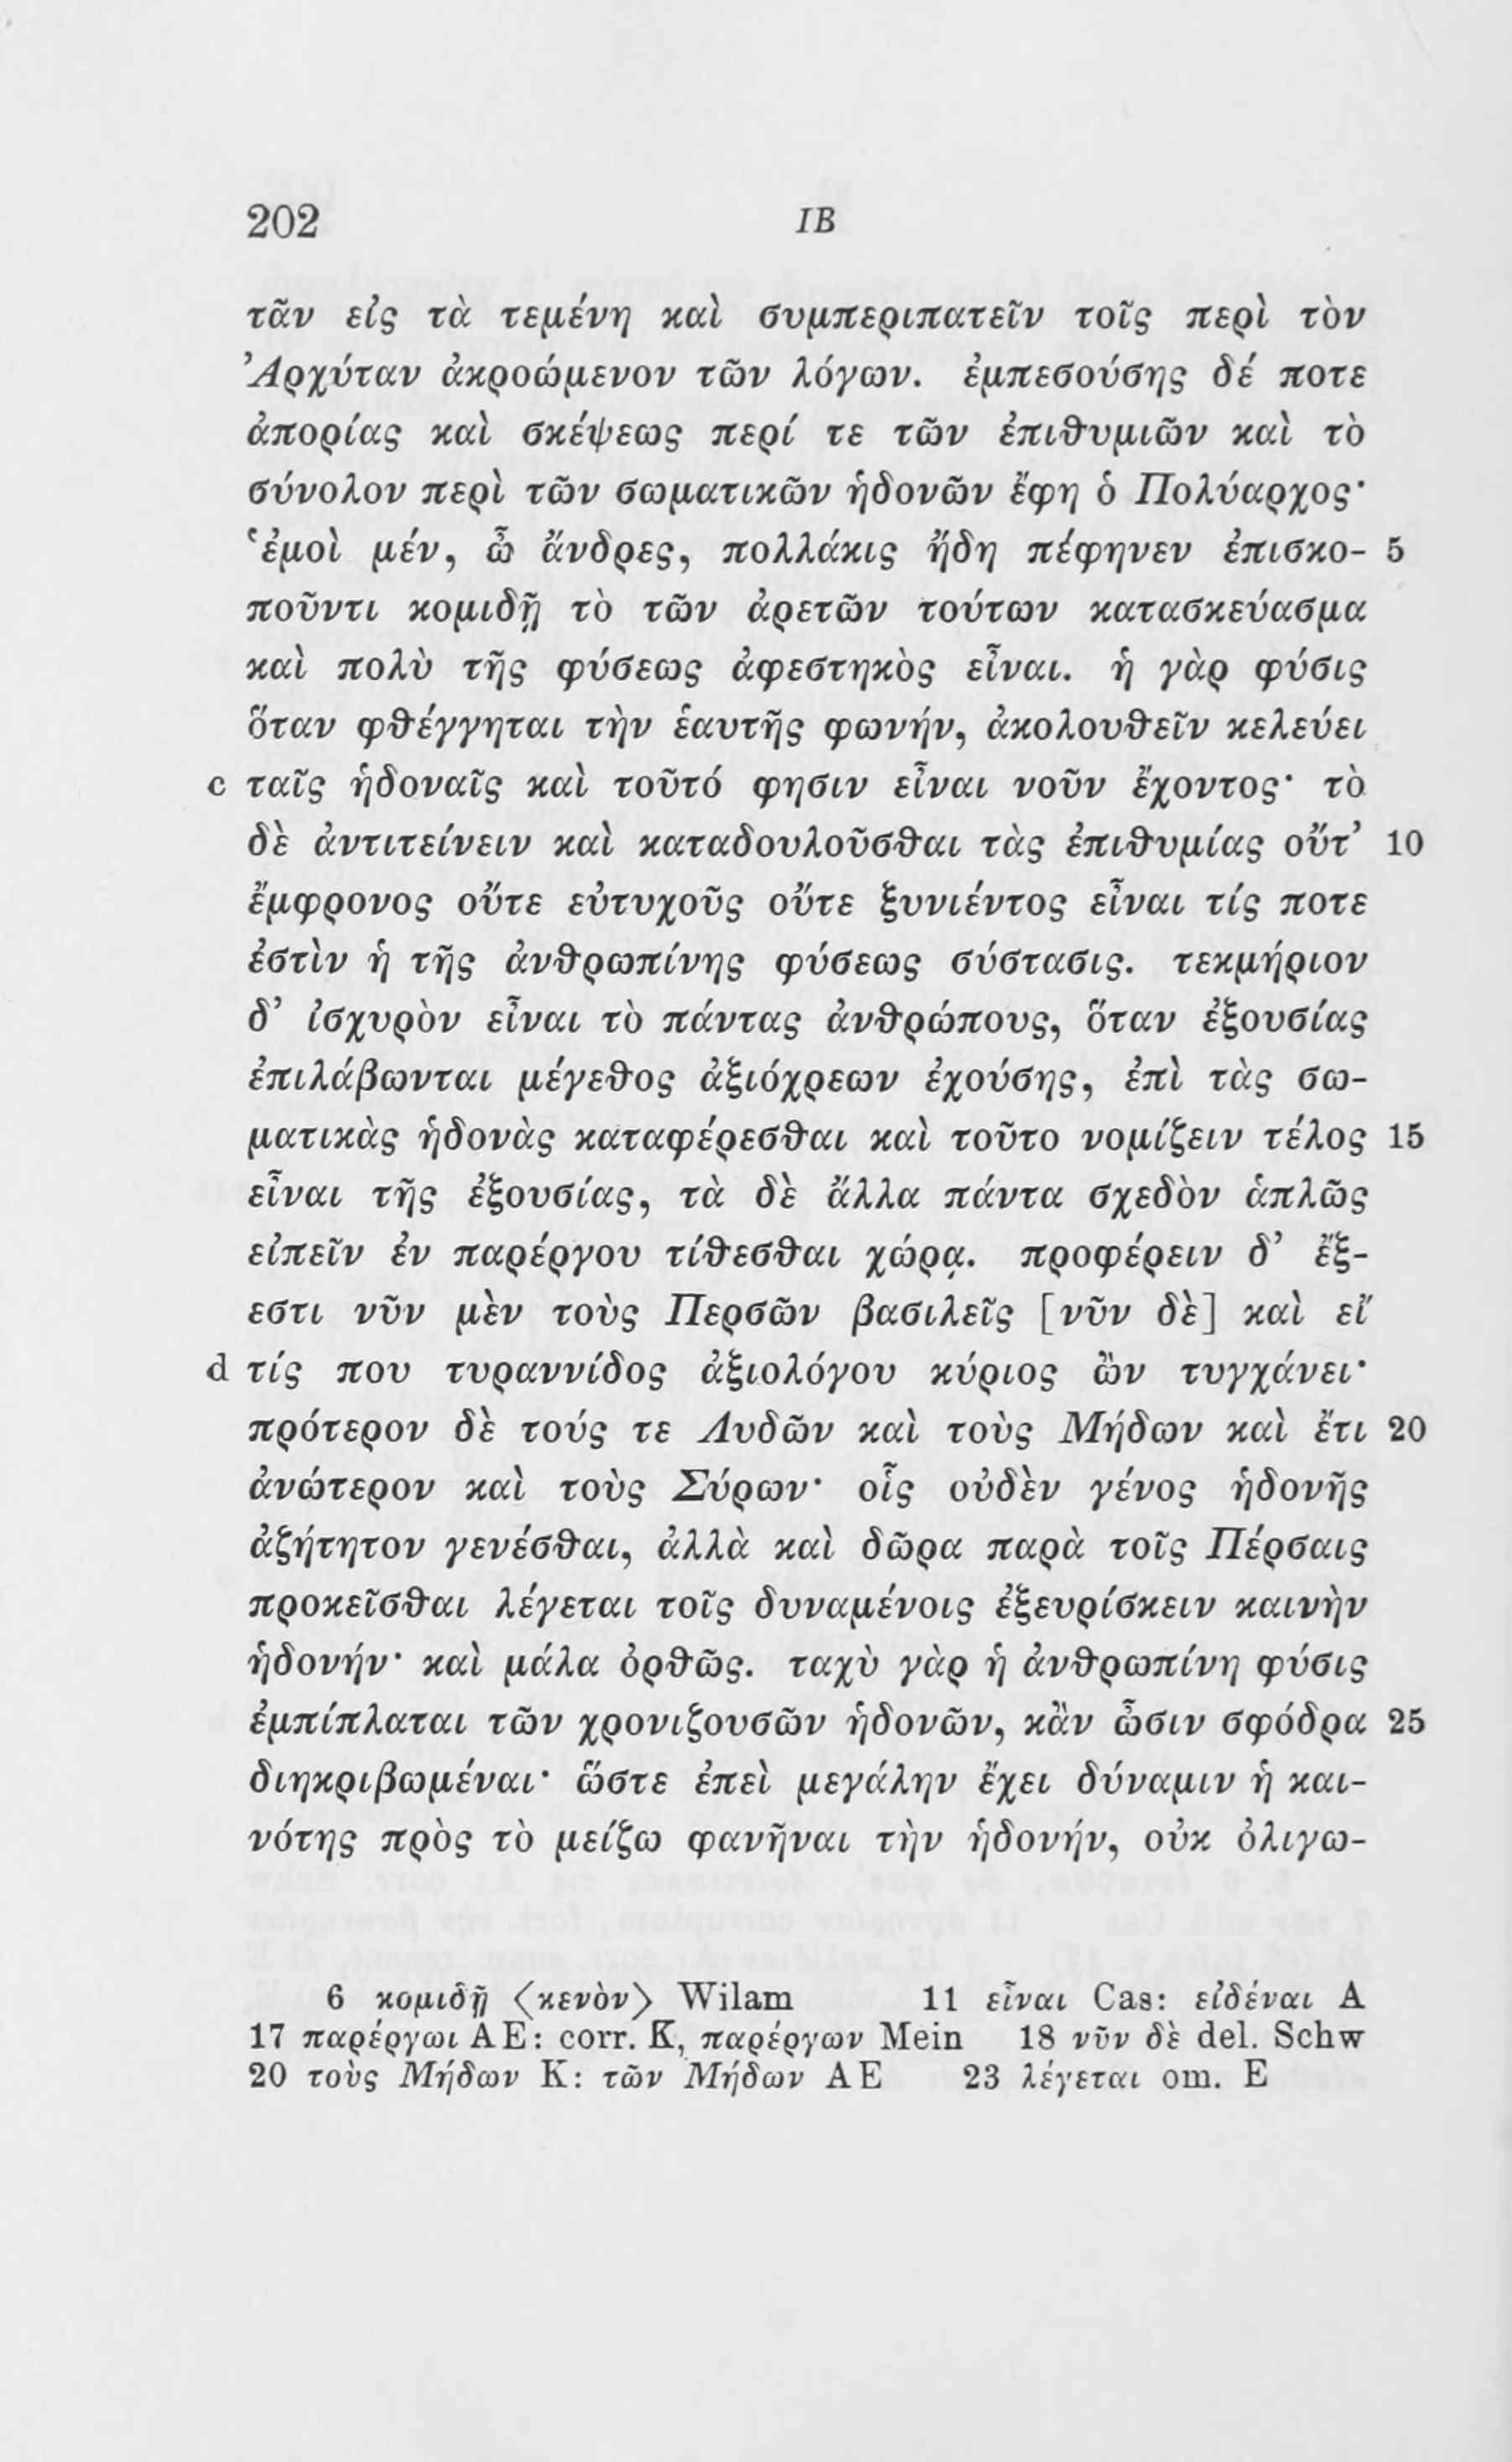 202 IB
τᾶν εἰς τὰ τεμένη καὶ συμπεριπατεῖν τοῖς περὶ τὸν
Ἀρχύταν ἀκροώμενον τῶν λόγων. ἐμπεσούσης δέ ποτε
ἀπορίας καὶ σκέψεως περί τε τῶν ἐπιθυμιῶν καὶ τὸ
σύνολον περὶ τῶν σωματικῶν ἡδονῶν ἔφη ὁ Πολύαρχος·
‘ἐμοὶ μέν, ὦ ἄνδρες, πολλάκις ἤδη πέφηνεν ἐπισκο- 5
ποῦντι κομιδῇ τὸ τῶν ἀρετῶν τούτων κατασκεύασμα
καὶ πολὺ τῆς φύσεως ἀφεστηκὸς εἶναι. ἡ γὰρ φύσις
ὅταν φθέγγηται τὴν ἑαυτῆς φωνήν, ἀκολουθεῖν κελεύει
c ταῖς ἡδοναῖς καὶ τοῦτό φησιν εἶναι νοῦν ἔχοντος· τὸ
δὲ ἀντιτείνειν καὶ καταδουλοῦσθαι τὰς ἐπιθυμίας οὔτ’ 10
ἔμφρονος οὔτε εὐτυχοῦς οὔτε ξυνιέντος εἶναι τίς ποτε
ἐστὶν ἡ τῆς ἀνθρωπίνης φύσεως σύστασις. τεκμήριον
δ’ ἰσχυρὸν εἶναι τὸ πάντας ἀνθρώπους, ὅταν ἐξουσίας
ἐπιλάβωνται μέγεθος ἀξιόχρεων ἐχούσης, ἐπὶ τὰς σω-
ματικὰς ἡδονὰς καταφέρεσθαι καὶ τοῦτο νομίζειν τέλος 15
εἶναι τῆς ἐξουσίας, τὰ δὲ ἄλλα πάντα σχεδὸν ἁπλῶς
εἰπεῖν ἐν παρέργου τίθεσθαι χώρᾳ. προφέρειν δ’ ἔξ-
εστι νῦν μὲν τοὺς Περσῶν βασιλεῖς [νῦν δὲ] καὶ εἴ
d τίς που τυραννίδος ἀξιολόγου κύριος ὢν τυγχάνει·
πρότερον δὲ τούς τε Λυδῶν καὶ τοὺς Μήδων καὶ ἔτι 20
ἀνώτερον καὶ τοὺς Σύρων· οἷς οὐδὲν γένος ἡδονῆς
ἀζήτητον γενέσθαι, ἀλλὰ καὶ δῶρα παρὰ τοῖς Πέρσαις
προκεῖσθαι λέγεται τοῖς δυναμένοις ἐξευρίσκειν καινὴν
ἡδονήν· καὶ μάλα ὀρθῶς. ταχὺ γὰρ ἡ ἀνθρωπίνη φύσις
ἐμπίπλαται τῶν χρονιζουσῶν ἡδονῶν, κἂν ὦσιν σφόδρα 25
διηκριβωμέναι· ὥστε ἐπεὶ μεγάλην ἔχει δύναμιν ἡ και-
νότης πρὸς τὸ μείζω φανῆναι τὴν ἡδονήν, οὐκ ὀλιγω-
6 κομιδῇ ⟨κενὸν⟩ Wilam 11 εἶναι Cas: εἰδέναι A
17 παρέργωι AE: corr. K, παρέργων Mein 18 νῦν δὲ del. Schw
20 τοὺς Μήδων K: τῶν Μήδων AE 23 λέγεται om. E